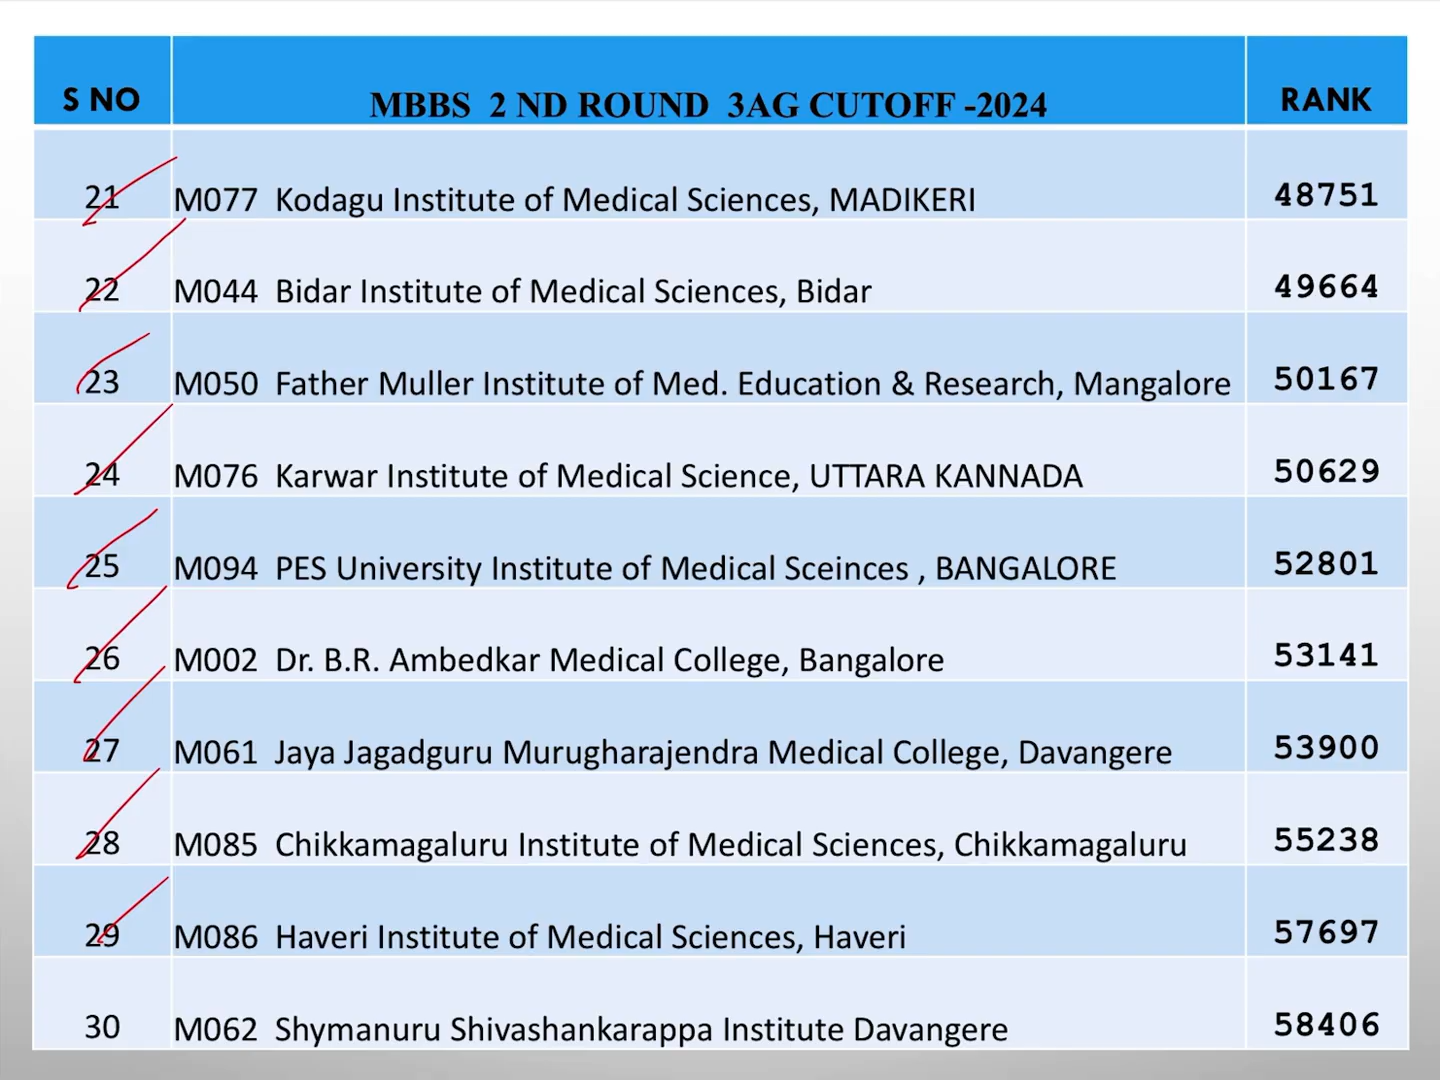 S NO MBBS 2 ND ROUND 3AG CUTOFF -2024 RANK
21 M077 Kodagu Institute of Medical Sciences, MADIKERI 48751
22 M044 Bidar Institute of Medical Sciences, Bidar 49664
23 M050 Father Muller Institute of Med. Education & Research, Mangalore 50167
24 M076 Karwar Institute of Medical Science, UTTARA KANNADA 50629
25 M094 PES University Institute of Medical Sceinces , BANGALORE 52801
26 M002 Dr. B.R. Ambedkar Medical College, Bangalore 53141
27 M061 Jaya Jagadguru Murugharajendra Medical College, Davangere 53900
28 M085 Chikkamagaluru Institute of Medical Sciences, Chikkamagaluru 55238
29 M086 Haveri Institute of Medical Sciences, Haveri 57697
30 M062 Shymanuru Shivashankarappa Institute Davangere 58406